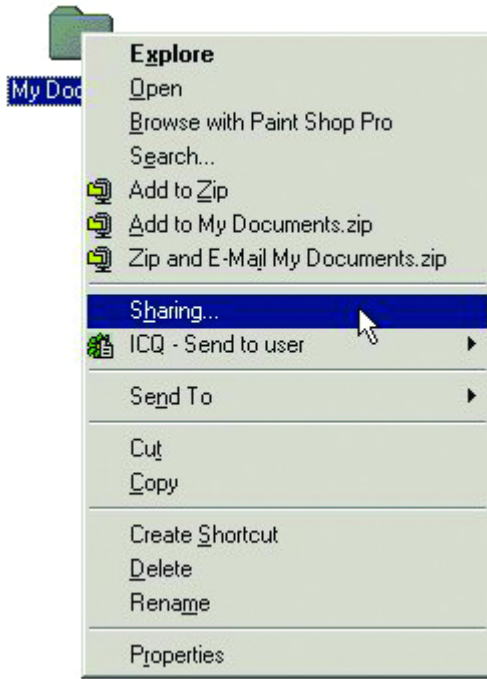 My Doc
Explore
Open
Browse with Paint Shop Pro
Search...
Add to Zip
Add to My Documents.zip
Zip and E-Mail My Documents.zip
Sharing...
ICQ - Send to user
Send To
Cut
Copy
Create Shortcut
Delete
Rename
Properties